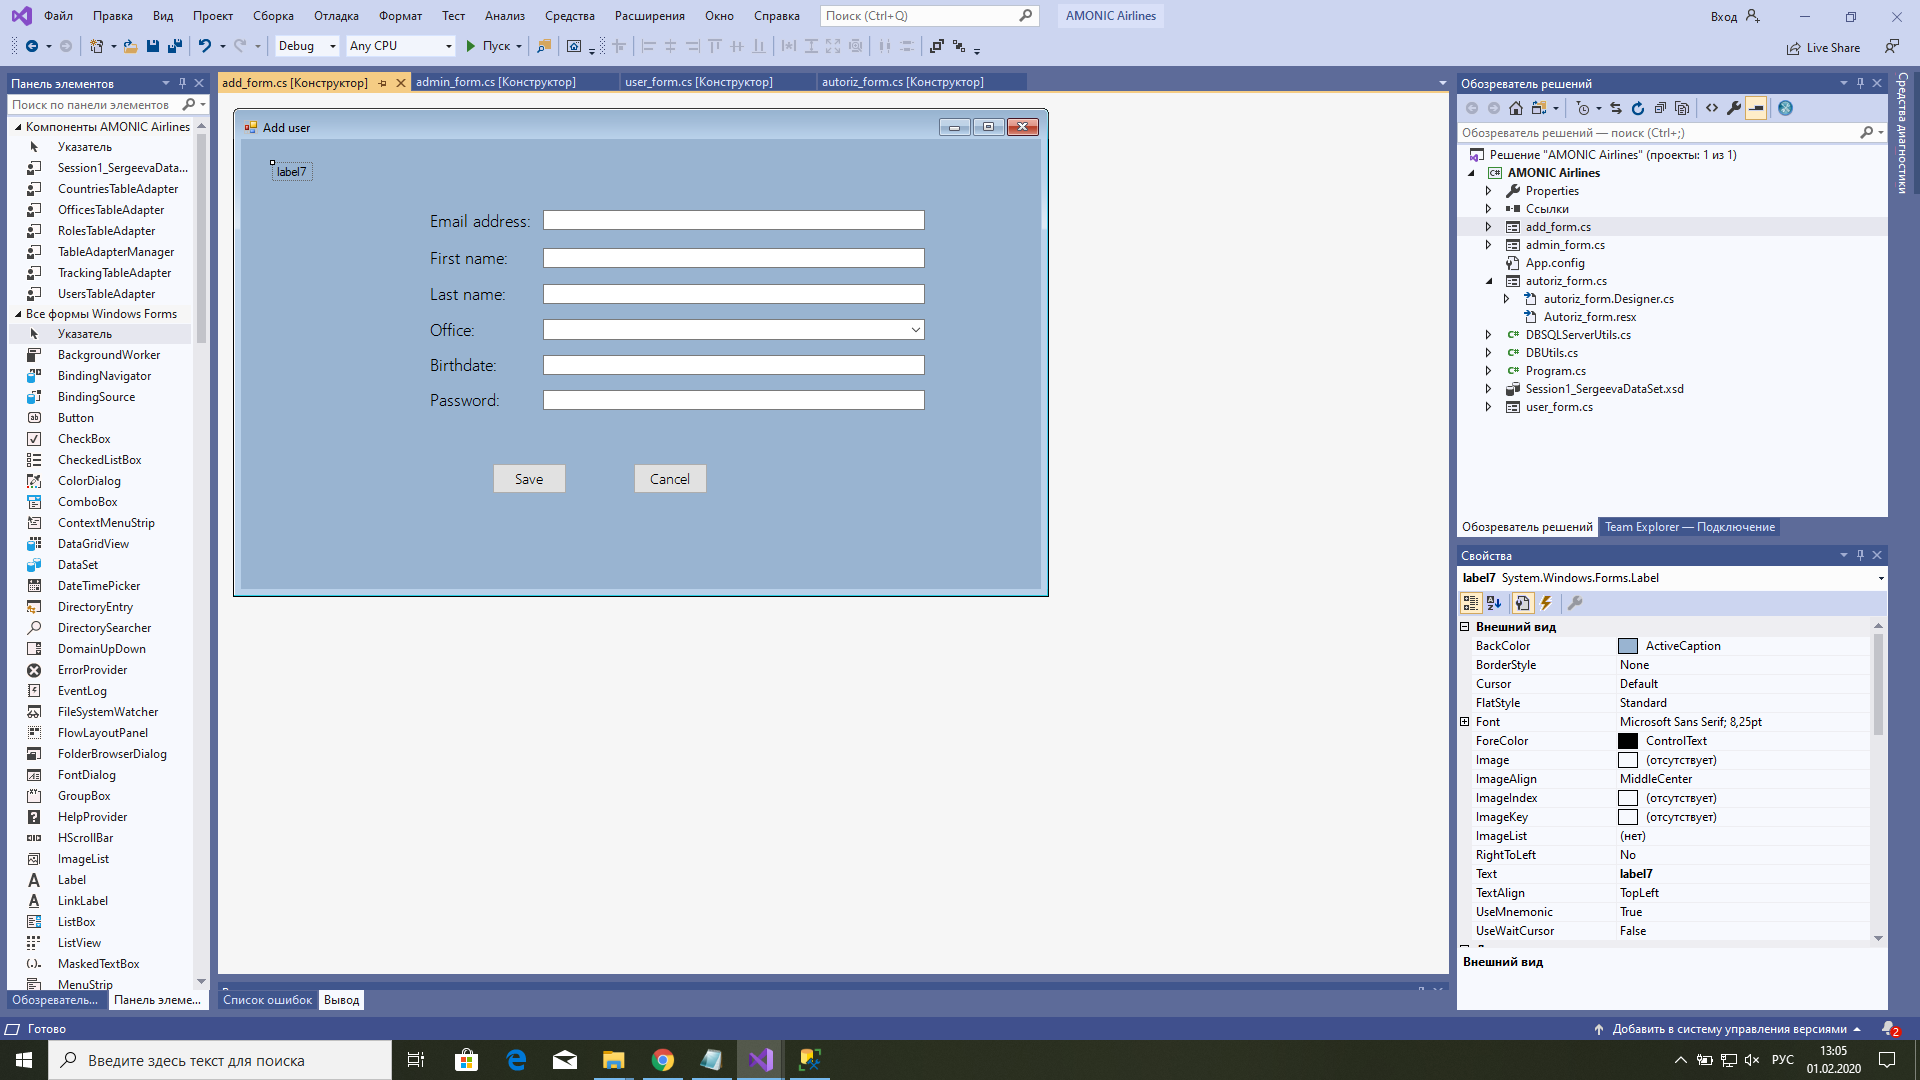 Файл Правка Вид Проект Сборка Отладка Формат Тест Анализ Средства Расширения Окно Справка Поиск (Ctrl+Q) AMONIC Airlines Вход
Debug Any CPU Пуск Live Share
Панель элементов
Поиск по панели элементов
Компоненты AMONIC Airlines
Указатель
Session1_SergeevaData...
CountriesTableAdapter
OfficesTableAdapter
RolesTableAdapter
TableAdapterManager
TrackingTableAdapter
UsersTableAdapter
Все формы Windows Forms
Указатель
BackgroundWorker
BindingNavigator
BindingSource
Button
CheckBox
CheckedListBox
ColorDialog
ComboBox
ContextMenuStrip
DataGridView
DataSet
DateTimePicker
DirectoryEntry
DirectorySearcher
DomainUpDown
ErrorProvider
EventLog
FileSystemWatcher
FlowLayoutPanel
FolderBrowserDialog
FontDialog
GroupBox
HelpProvider
HScrollBar
ImageList
Label
LinkLabel
ListBox
ListView
MaskedTextBox
MenuStrip
Обозреватель... Панель элеме...
add_form.cs [Конструктор] admin_form.cs [Конструктор] user_form.cs [Конструктор] autoriz_form.cs [Конструктор]
Add user
label7
Email address:
First name:
Last name:
Office:
Birthdate:
Password:
Save Cancel
Список ошибок Вывод
Обозреватель решений
Обозреватель решений — поиск (Ctrl+;)
Решение "AMONIC Airlines" (проекты: 1 из 1)
AMONIC Airlines
Properties
Ссылки
add_form.cs
admin_form.cs
App.config
autoriz_form.cs
autoriz_form.Designer.cs
Autoriz_form.resx
DBSQLServerUtils.cs
DBUtils.cs
Program.cs
Session1_SergeevaDataSet.xsd
user_form.cs
Обозреватель решений Team Explorer — Подключение
Средства диагностики
Свойства
label7 System.Windows.Forms.Label
Внешний вид
BackColor ActiveCaption
BorderStyle None
Cursor Default
FlatStyle Standard
Font Microsoft Sans Serif; 8,25pt
ForeColor ControlText
Image (отсутствует)
ImageAlign MiddleCenter
ImageIndex (отсутствует)
ImageKey (отсутствует)
ImageList (нет)
RightToLeft No
Text label7
TextAlign TopLeft
UseMnemonic True
UseWaitCursor False
Внешний вид
Готово Добавить в систему управления версиями 2
Введите здесь текст для поиска
РУС 13:05
01.02.2020